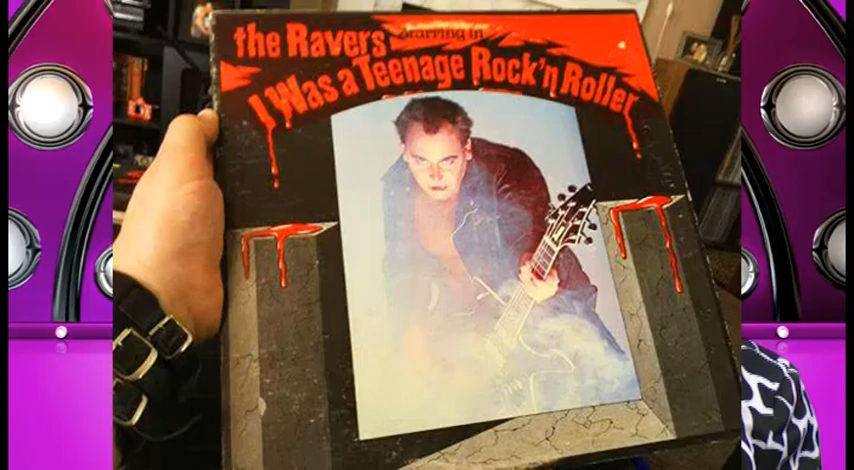 the Ravers Starring in
I Was a Teenage Rock'n Roller